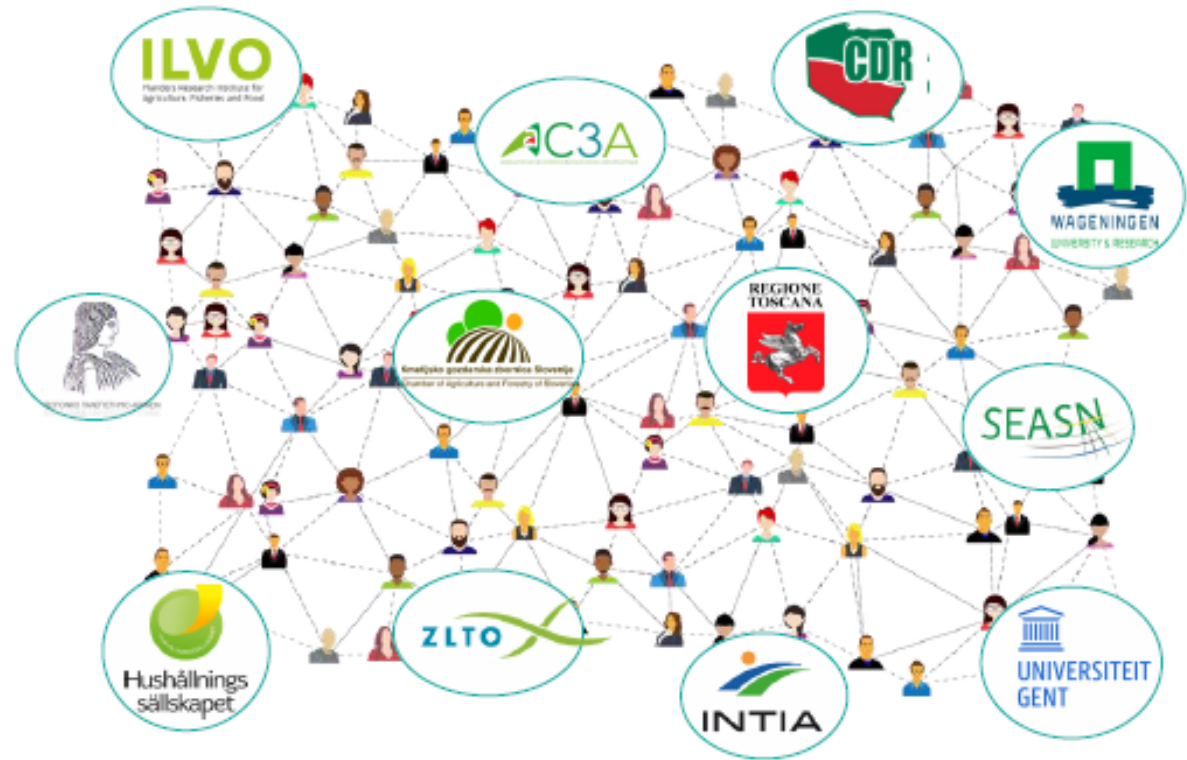 ILVO
Flanders Research Institute for
Agriculture, Fisheries and Food
AC3A
CDR
WAGENINGEN
UNIVERSITY & RESEARCH
REGIONE
TOSCANA
Kmetijsko gozdarska zbornica Slovenije
Chamber of Agriculture and Forestry of Slovenia
SEASN
Hushållnings
sällskapet
ZLTO
INTIA
UNIVERSITEIT
GENT